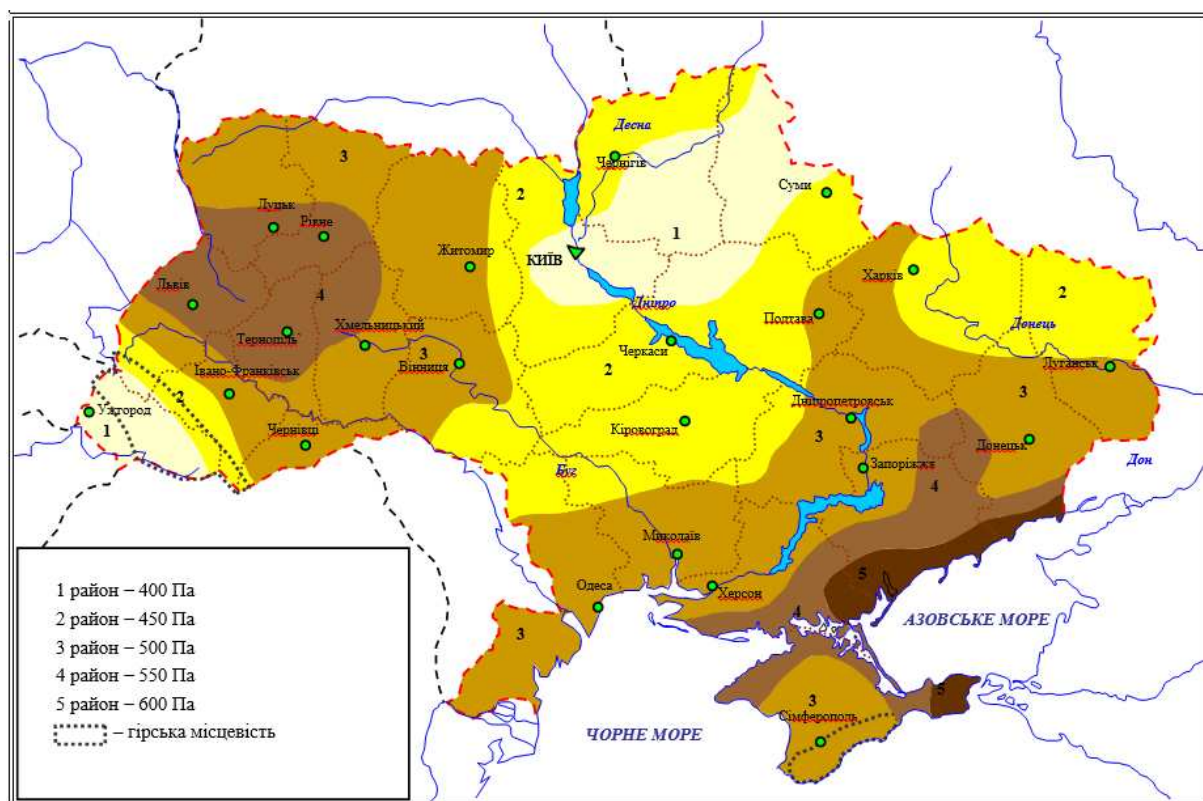 Десна
3
Чернігів
2
Суми
Луцьк
Рівне
1
КИЇВ
Житомир
Харків
Львів
4
2
Дніпро
Донець
Полтава
Хмельницький
Тернопіль
3
Черкаси
Вінниця
Луганськ
Івано-Франківськ
2
2
3
Ужгород
1
Дніпропетровськ
Чернівці
Кіровоград
3
Донецьк
Запоріжжя
Дон
Буг
4
Миколаїв
5
Одеса
Херсон
4
АЗОВСЬКЕ МОРЕ
3
5
3
Сімферополь
ЧОРНЕ МОРЕ
1 район – 400 Па
2 район – 450 Па
3 район – 500 Па
4 район – 550 Па
5 район – 600 Па
– гірська місцевість